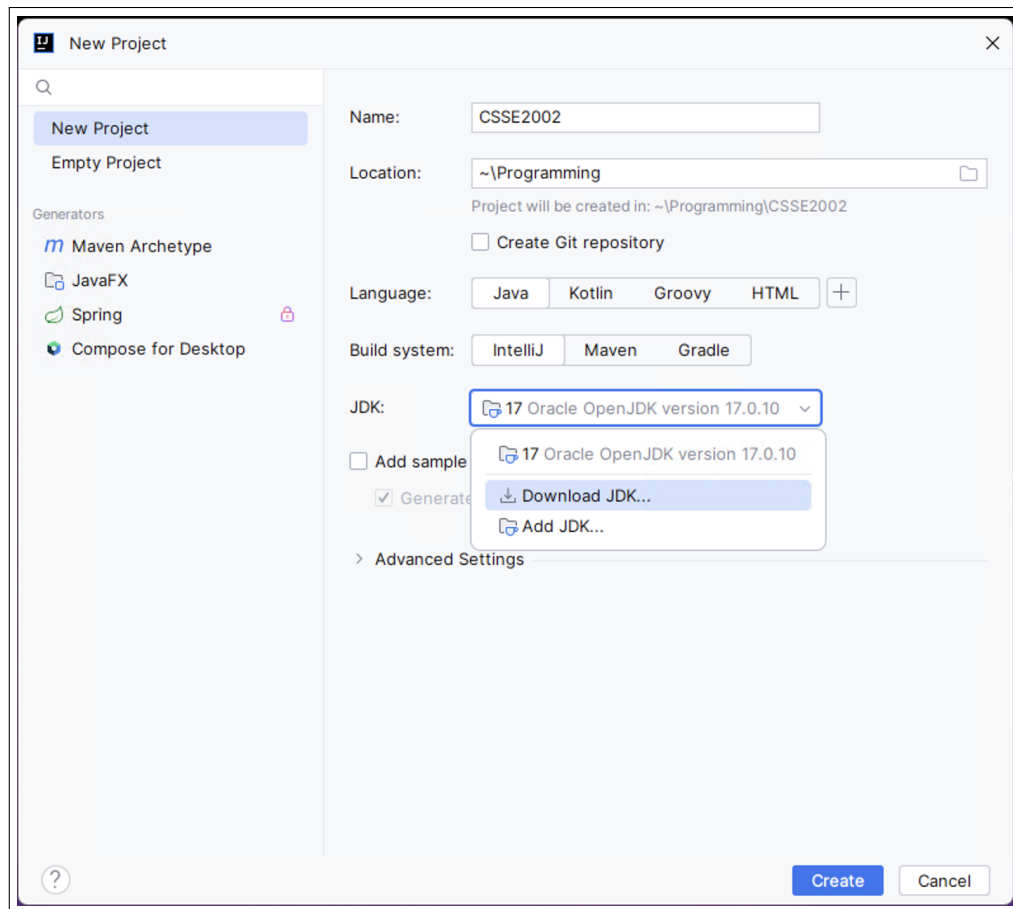 New Project
New Project
Empty Project
Generators
Maven Archetype
JavaFX
Spring
Compose for Desktop
Name: CSSE2002
Location: ~\Programming
Project will be created in: ~\Programming\CSSE2002
Create Git repository
Language: Java Kotlin Groovy HTML
Build system: IntelliJ Maven Gradle
JDK: 17 Oracle OpenJDK version 17.0.10
17 Oracle OpenJDK version 17.0.10
Add sample
Download JDK...
Generate
Add JDK...
Advanced Settings
? Create Cancel